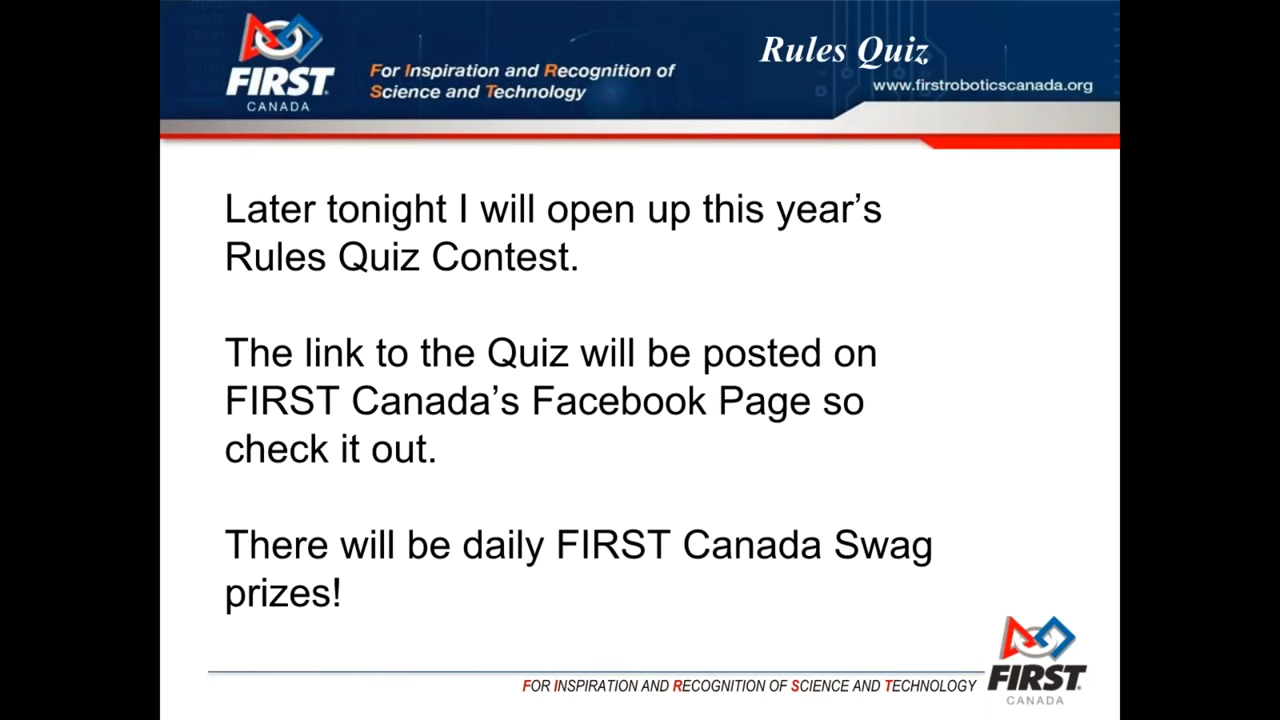 FIRST
CANADA
For Inspiration and Recognition of
Science and Technology
Rules Quiz
www.firstroboticscanada.org
Later tonight I will open up this year’s
Rules Quiz Contest.
The link to the Quiz will be posted on
FIRST Canada’s Facebook Page so
check it out.
There will be daily FIRST Canada Swag
prizes!
FOR INSPIRATION AND RECOGNITION OF SCIENCE AND TECHNOLOGY
FIRST
CANADA